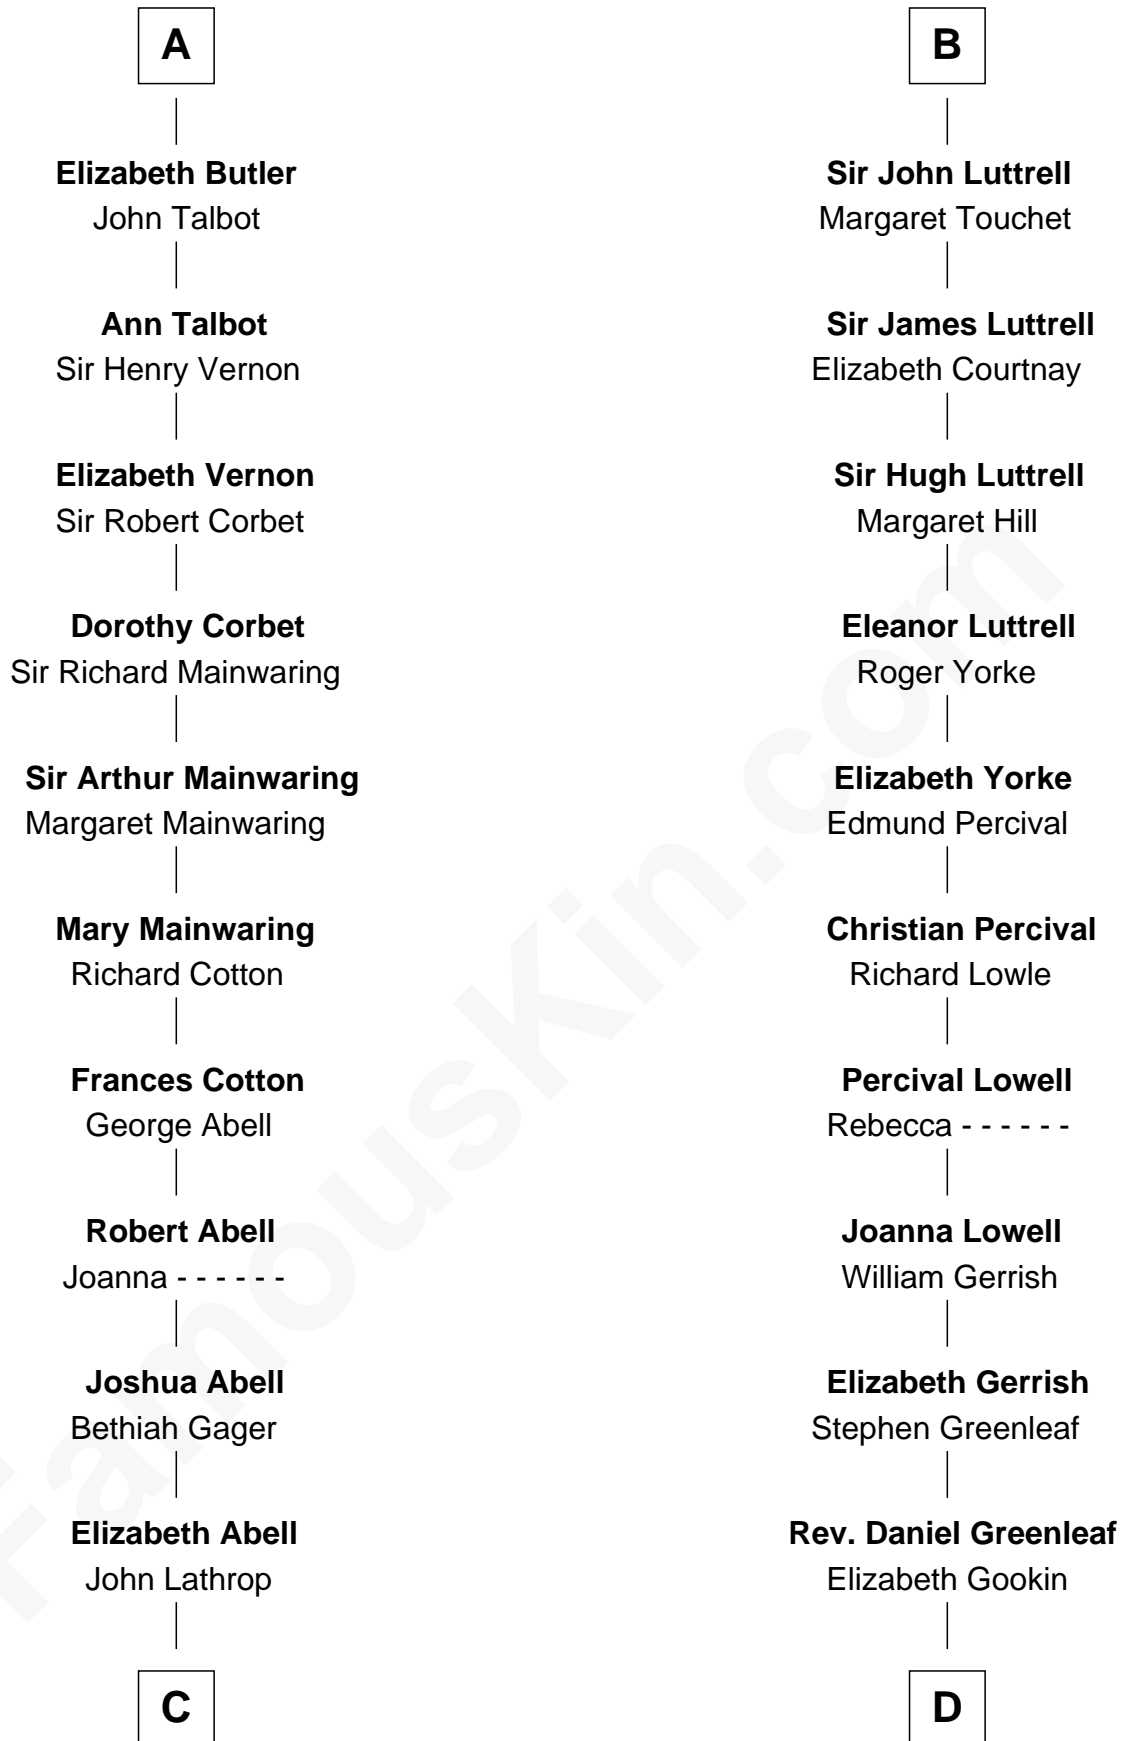 A
Elizabeth Butler
John Talbot
Ann Talbot
Sir Henry Vernon
Elizabeth Vernon
Sir Robert Corbet
Dorothy Corbet
Sir Richard Mainwaring
Sir Arthur Mainwaring
Margaret Mainwaring
Mary Mainwaring
Richard Cotton
Frances Cotton
George Abell
Robert Abell
Joanna - - - - - -
Joshua Abell
Bethiah Gager
Elizabeth Abell
John Lathrop
C
B
Sir John Luttrell
Margaret Touchet
Sir James Luttrell
Elizabeth Courtnay
Sir Hugh Luttrell
Margaret Hill
Eleanor Luttrell
Roger Yorke
Elizabeth Yorke
Edmund Percival
Christian Percival
Richard Lowle
Percival Lowell
Rebecca - - - - - -
Joanna Lowell
William Gerrish
Elizabeth Gerrish
Stephen Greenleaf
Rev. Daniel Greenleaf
Elizabeth Gookin
D
FamousKin.com